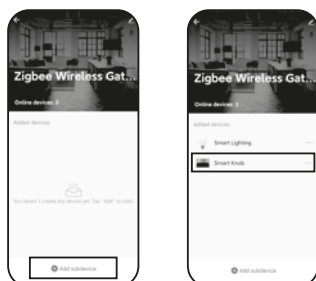 Zigbee Wireless Gat...
Online devices: 0
Added devices
You haven't created any device yet. Tap "Add" to start.
Add subdevice
Zigbee Wireless Gat...
Online devices: 2
Added devices
Smart Lighting
Smart Knob
Add subdevice